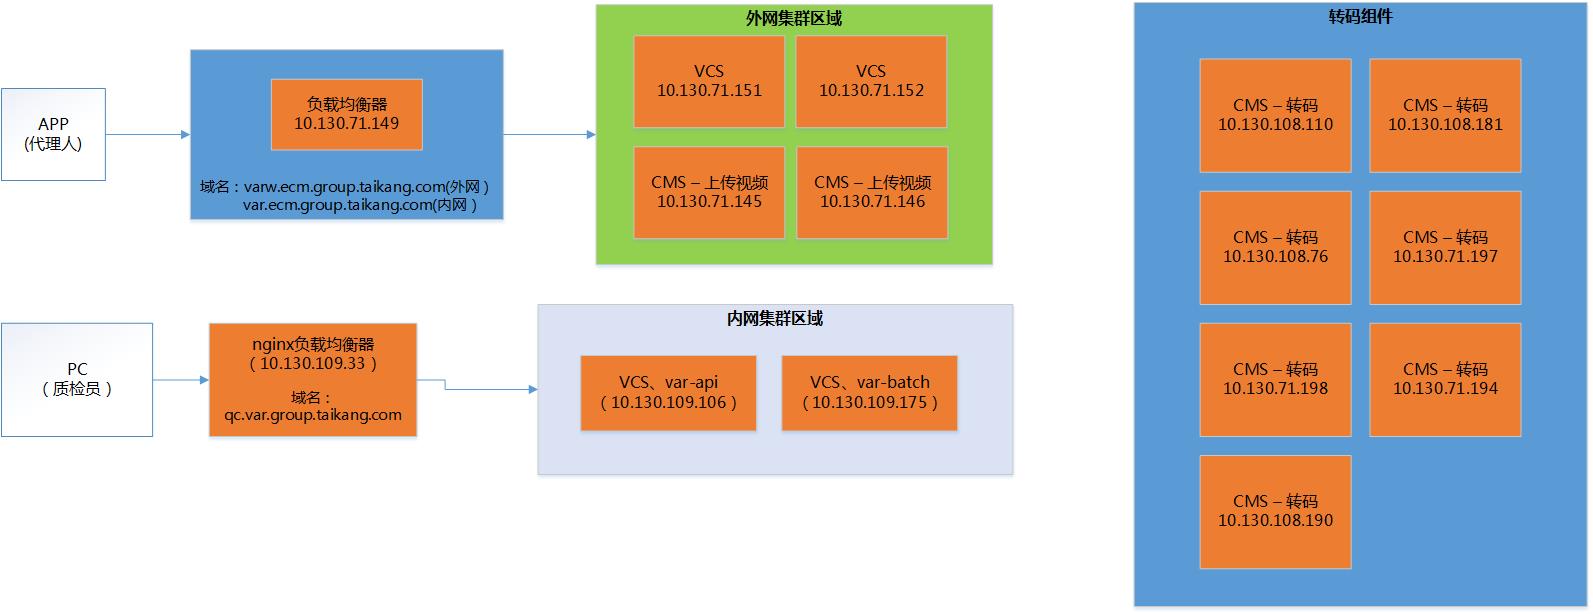 APP
(代理人)
负载均衡器
10.130.71.149
域名：varw.ecm.group.taikang.com(外网）
var.ecm.group.taikang.com(内网）
外网集群区域
VCS
10.130.71.151
VCS
10.130.71.152
CMS – 上传视频
10.130.71.145
CMS – 上传视频
10.130.71.146
PC
（质检员）
nginx负载均衡器
（10.130.109.33）
域名：
qc.var.group.taikang.com
内网集群区域
VCS、var-api
（10.130.109.106）
VCS、var-batch
（10.130.109.175）
转码组件
CMS – 转码
10.130.108.110
CMS – 转码
10.130.108.181
CMS – 转码
10.130.108.76
CMS – 转码
10.130.71.197
CMS – 转码
10.130.71.198
CMS – 转码
10.130.71.194
CMS – 转码
10.130.108.190